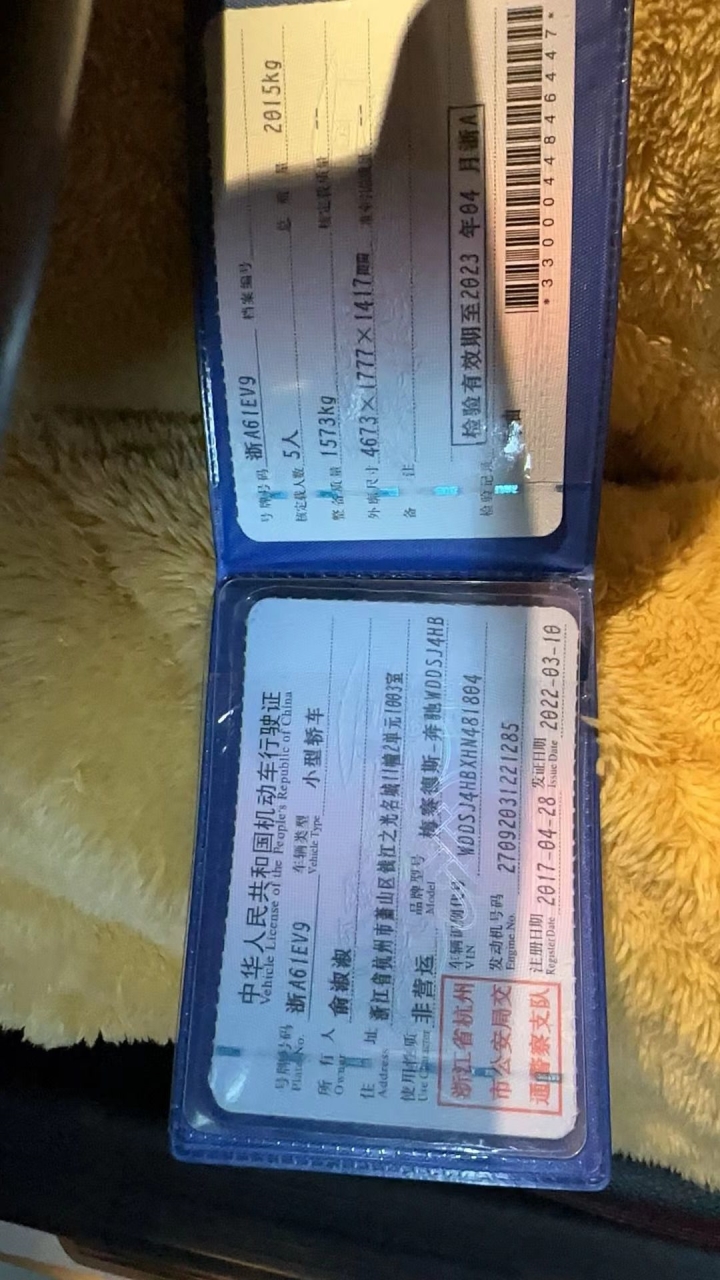 中华人民共和国机动车行驶证
Vehicle License of the People's Republic of China
号牌号码 浙A61EV9 车辆类型 小型轿车
Plate No. Vehicle Type
所有人 俞淑淑
Owner
住址 浙江省杭州市萧山区钱江之光名城11幢2单元1003室
Address
使用性质 非营运 品牌型号 梅赛德斯-奔驰WDDSJ4HB
Use Character Model
浙江省杭州
市公安局交
通警察支队
车辆识别代号 WDDSJ4HBXHN481804
VIN
发动机号码 27092031221285
Engine No.
注册日期 2017-04-28 发证日期 2022-03-10
Register Date Issue Date
号牌号码 浙A61EV9 档案编号
核定载人数 5人 总质量 2015kg
整备质量 1573kg 核定载质量 --
外廓尺寸 4673×1777×1417 --
备注
检验有效期至2023 年04 月浙A
检验记录
*3300044846447*